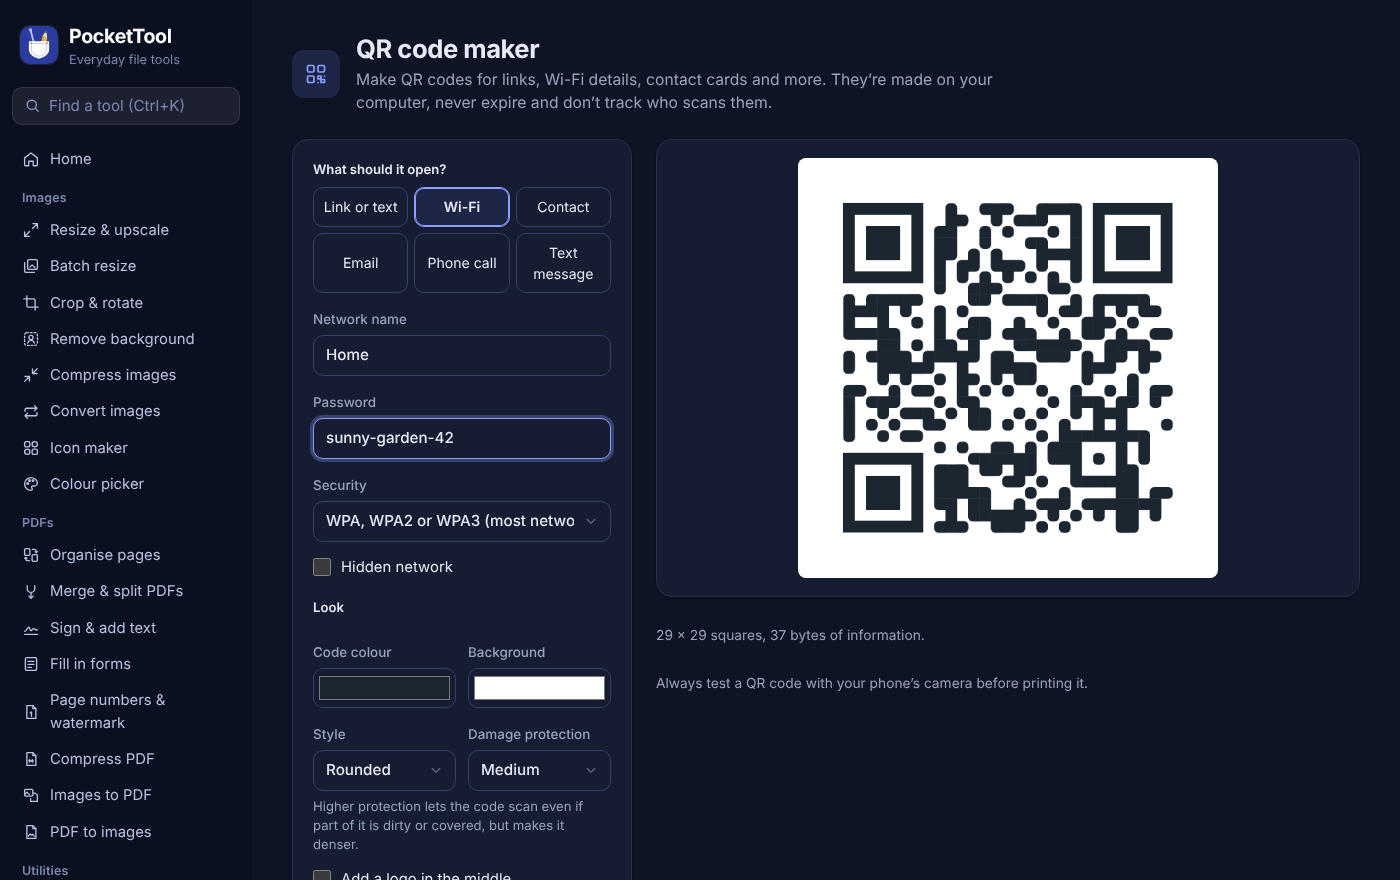 PocketTool
Everyday file tools
Find a tool (Ctrl+K)
Home
Images
Resize & upscale
Batch resize
Crop & rotate
Remove background
Compress images
Convert images
Icon maker
Colour picker
PDFs
Organise pages
Merge & split PDFs
Sign & add text
Fill in forms
Page numbers &
watermark
Compress PDF
Images to PDF
PDF to images
Utilities
QR code maker
Make QR codes for links, Wi-Fi details, contact cards and more. They’re made on your
computer, never expire and don’t track who scans them.
What should it open?
Link or text
Wi-Fi
Contact
Email
Phone call
Text
message
Network name
Home
Password
sunny-garden-42
Security
WPA, WPA2 or WPA3 (most netwo
Hidden network
Look
Code colour
Background
Style
Damage protection
Rounded
Medium
Higher protection lets the code scan even if
part of it is dirty or covered, but makes it
denser.
Add a logo in the middle
29 × 29 squares, 37 bytes of information.
Always test a QR code with your phone’s camera before printing it.